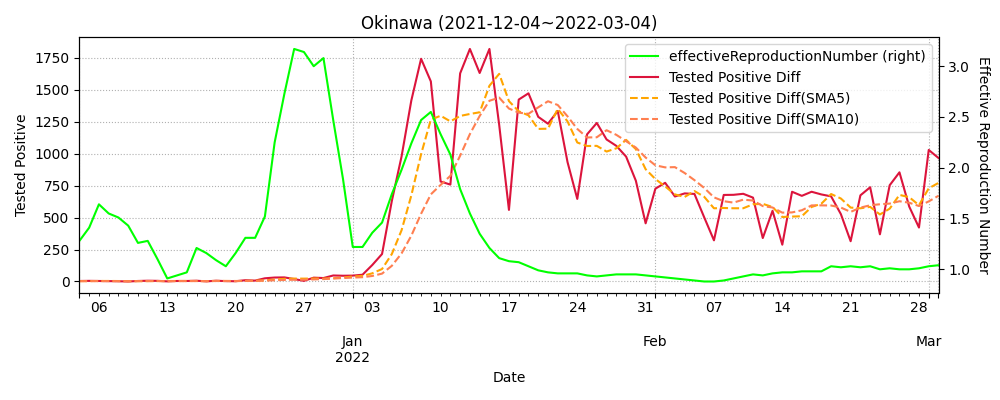 Okinawa (2021-12-04~2022-03-04)
effectiveReproductionNumber (right)
Tested Positive Diff
Tested Positive Diff(SMA5)
Tested Positive Diff(SMA10)
Tested Positive
1750
1500
1250
1000
750
500
250
0
3.0
2.5
2.0
1.5
1.0
Effective Reproduction Number
06 13 20 27 03 10 17 24 31 07 14 21 28
Jan Feb Mar
2022
Date